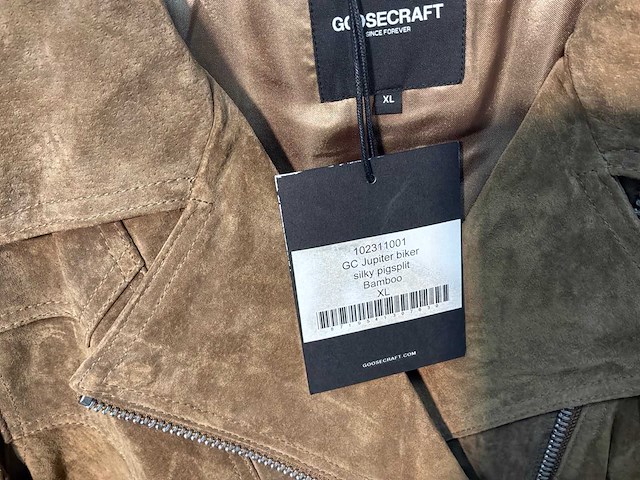 GOOSECRAFT
SINCE FOREVER
XL
102311001
GC Jupiter biker
silky pigsplit
Bamboo
XL
GOOSECRAFT.COM